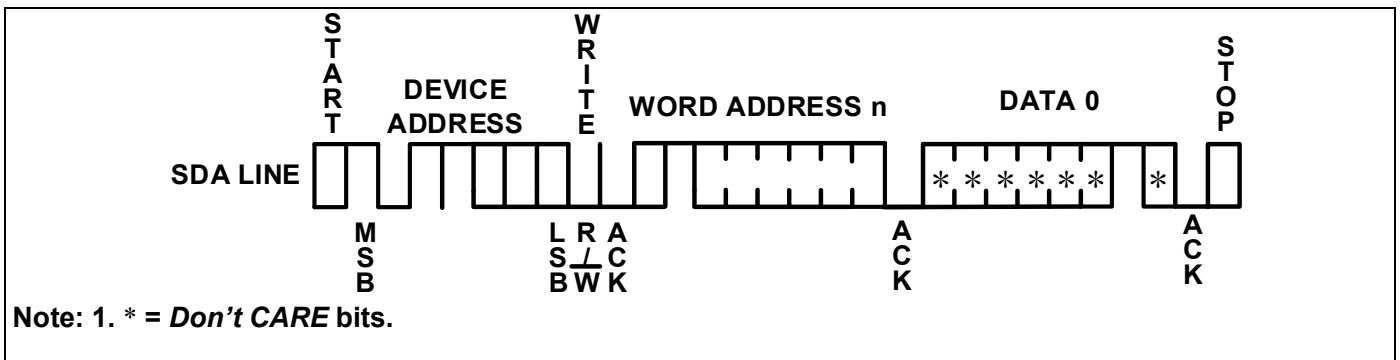 START
WRITE
STOP
DEVICE
ADDRESS
WORD ADDRESS n
DATA 0
SDA LINE
* * * * * * *
MSB
LSB
R/W
ACK
ACK
ACK
Note: 1. * = Don't CARE bits.